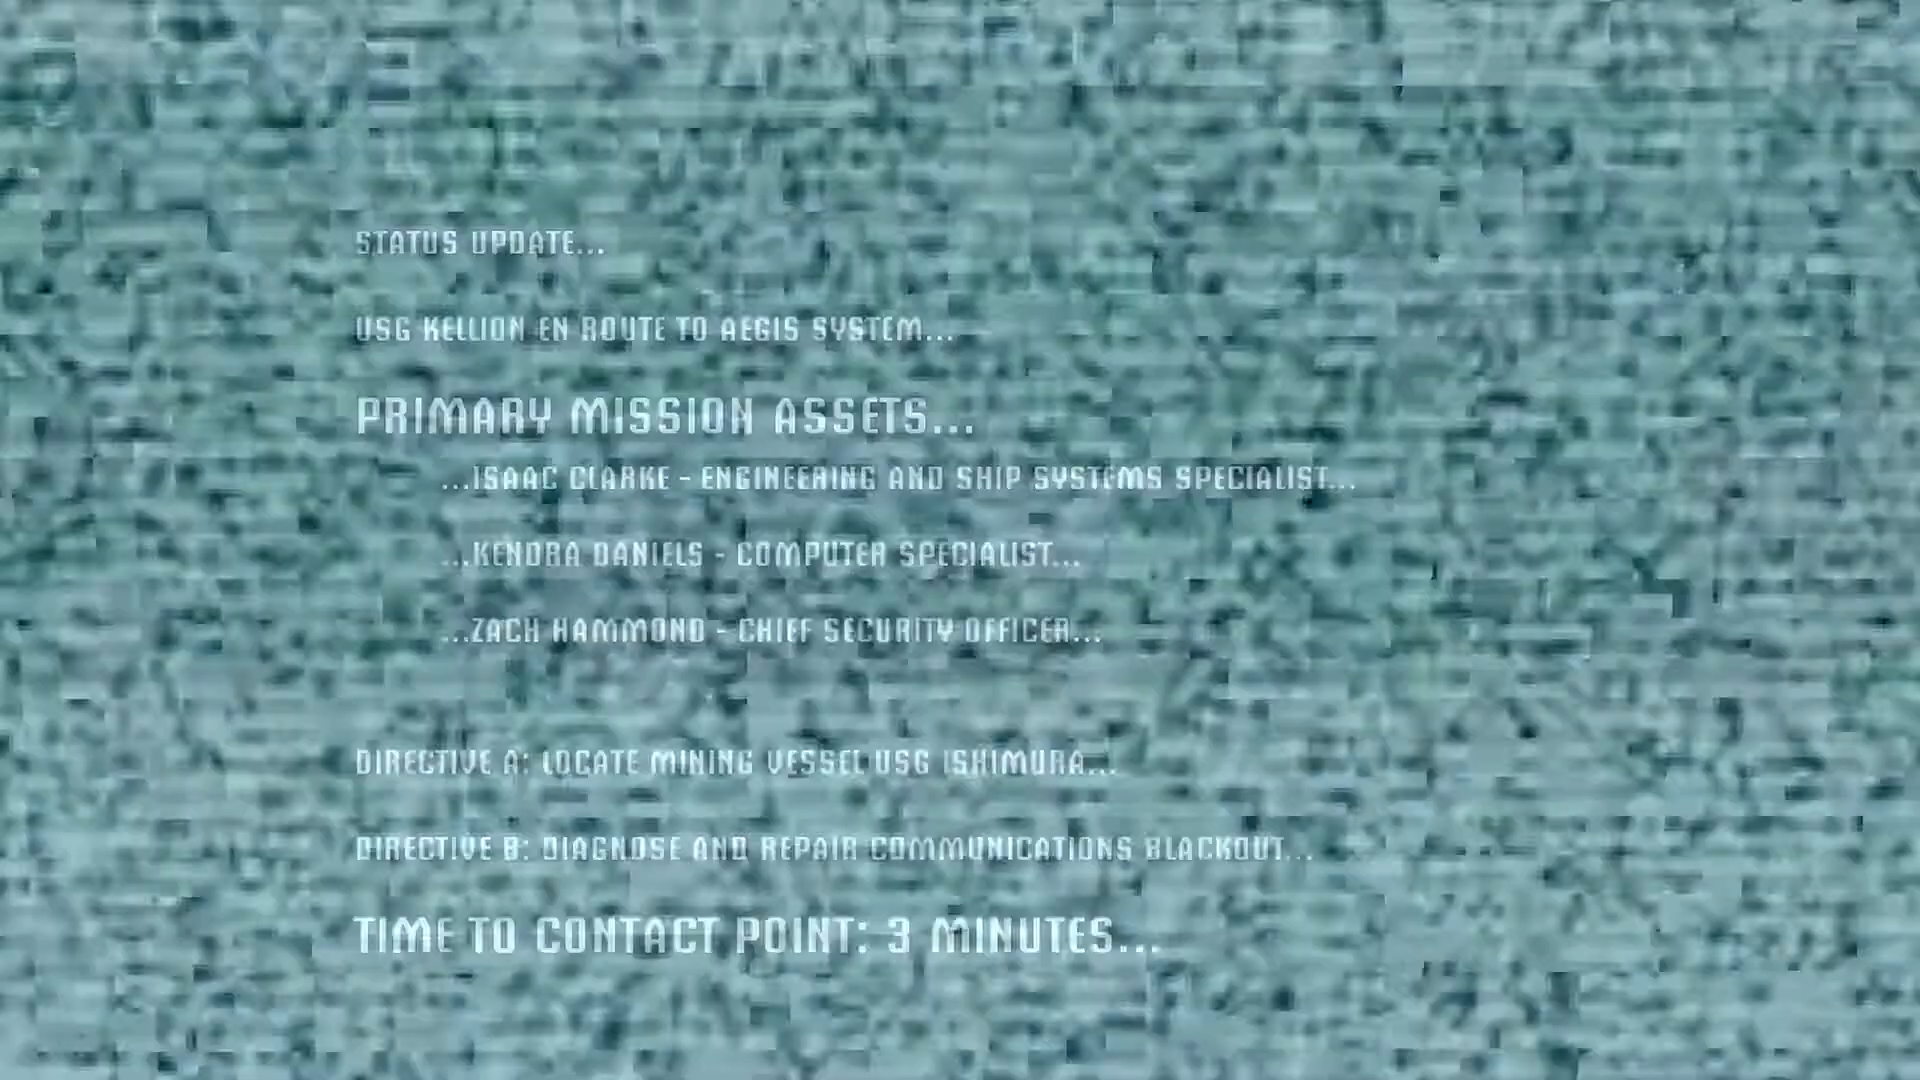 STATUS UPDATE...
USG KELLION EN ROUTE TO AEGIS SYSTEM...
PRIMARY MISSION ASSETS...
...ISAAC CLARKE - ENGINEERING AND SHIP SYSTEMS SPECIALIST...
...KENDRA DANIELS - COMPUTER SPECIALIST...
...ZACH HAMMOND - CHIEF SECURITY OFFICER...
DIRECTIVE A: LOCATE MINING VESSEL USG ISHIMURA...
DIRECTIVE B: DIAGNOSE AND REPAIR COMMUNICATIONS BLACKOUT...
TIME TO CONTACT POINT: 3 MINUTES...